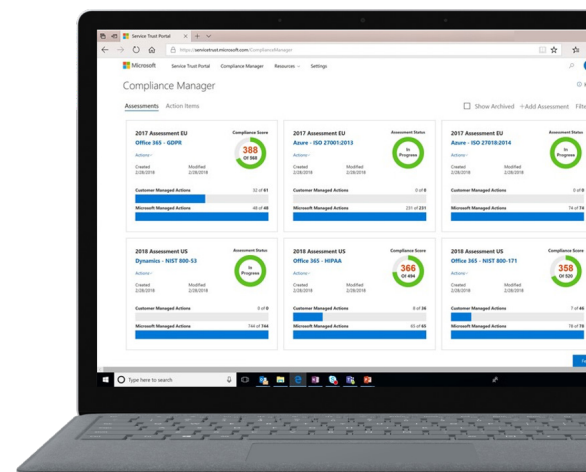 Service Trust Portal
https://servicetrust.microsoft.com/ComplianceManager
Microsoft Service Trust Portal Compliance Manager Resources Settings
Compliance Manager
Assessments Action Items Show Archived +Add Assessment Filte
2017 Assessment EU Compliance Score
Office 365 - GDPR
388
Of 568
Actions
Created Modified
2/28/2018 2/28/2018
Customer Managed Actions 32 of 61
Microsoft Managed Actions 48 of 48
2017 Assessment EU Assessment Status
Azure - ISO 27001:2013
In
Progress
Actions
Created Modified
2/28/2018 2/28/2018
Customer Managed Actions 0 of 0
Microsoft Managed Actions 231 of 231
2017 Assessment EU Assessment Status
Azure - ISO 27018:2014
In
Progress
Actions
Created Modified
2/28/2018 2/28/2018
Customer Managed Actions 0 of 0
Microsoft Managed Actions 74 of 74
2018 Assessment US Assessment Status
Dynamics - NIST 800-53
In
Progress
Actions
Created Modified
2/28/2018 2/28/2018
Customer Managed Actions 0 of 0
Microsoft Managed Actions 744 of 744
2018 Assessment US Compliance Score
Office 365 - HIPAA
366
Of 494
Actions
Created Modified
2/28/2018 2/28/2018
Customer Managed Actions
Microsoft Managed Actions 65 of 65
2018 Assessment US Compliance Score
Office 365 - NIST 800-171
358
Of 520
Actions
Created Modified
2/28/2018 2/28/2018
Customer Managed Actions
Microsoft Managed Actions 78 of 78
Type here to search